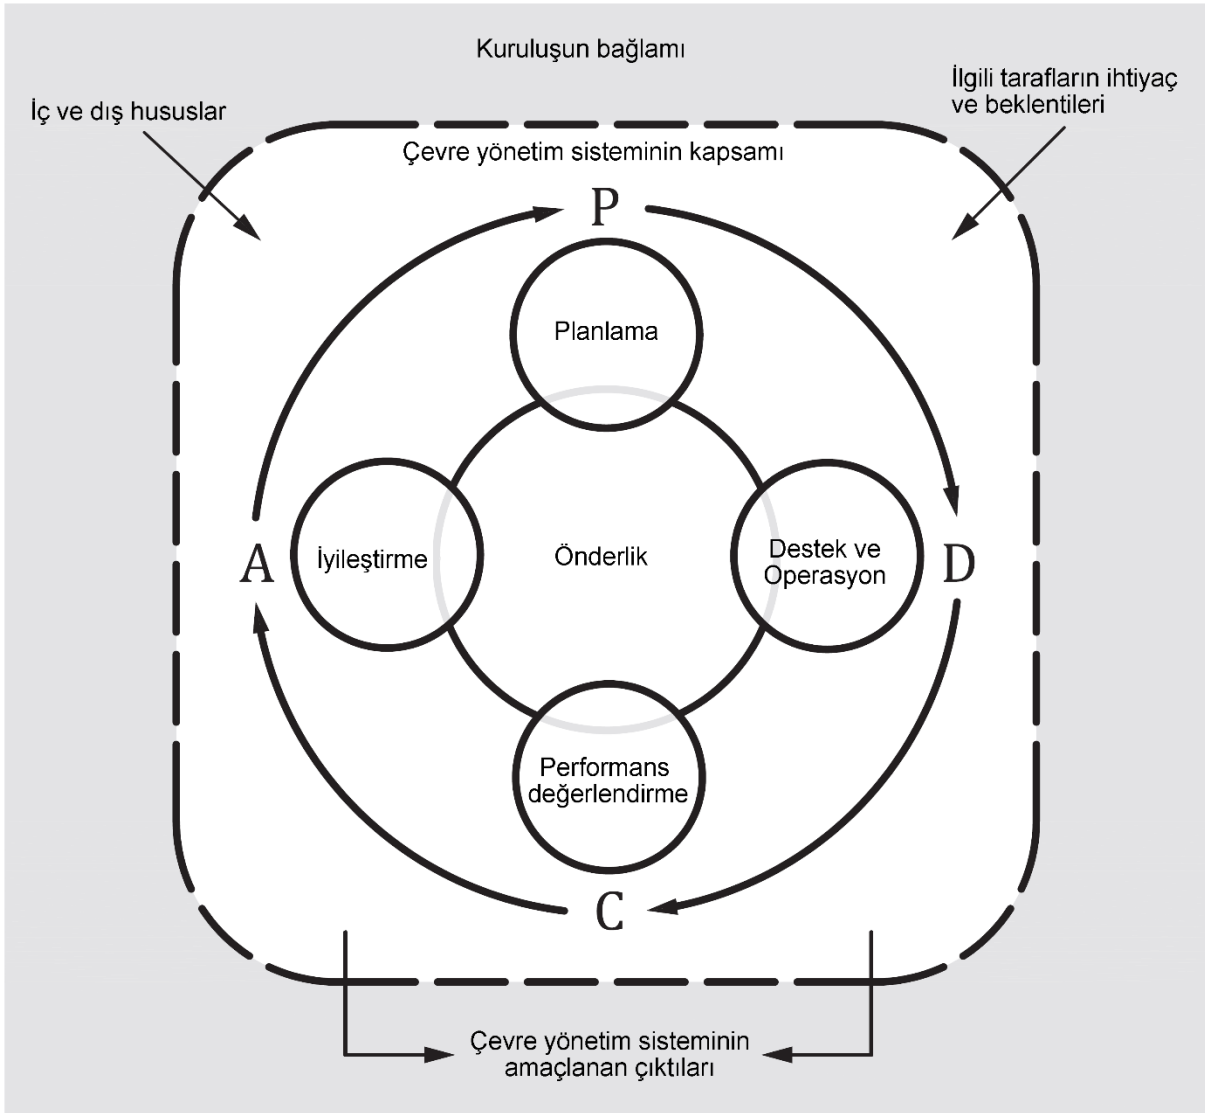 Kuruluşun bağlamı
İç ve dış hususlar
İlgili tarafların ihtiyaç
ve beklentileri
Çevre yönetim sisteminin kapsamı
P
Planlama
A
İyileştirme
Önderlik
Destek ve
Operasyon
D
Performans
değerlendirme
C
Çevre yönetim sisteminin
amaçlanan çıktıları